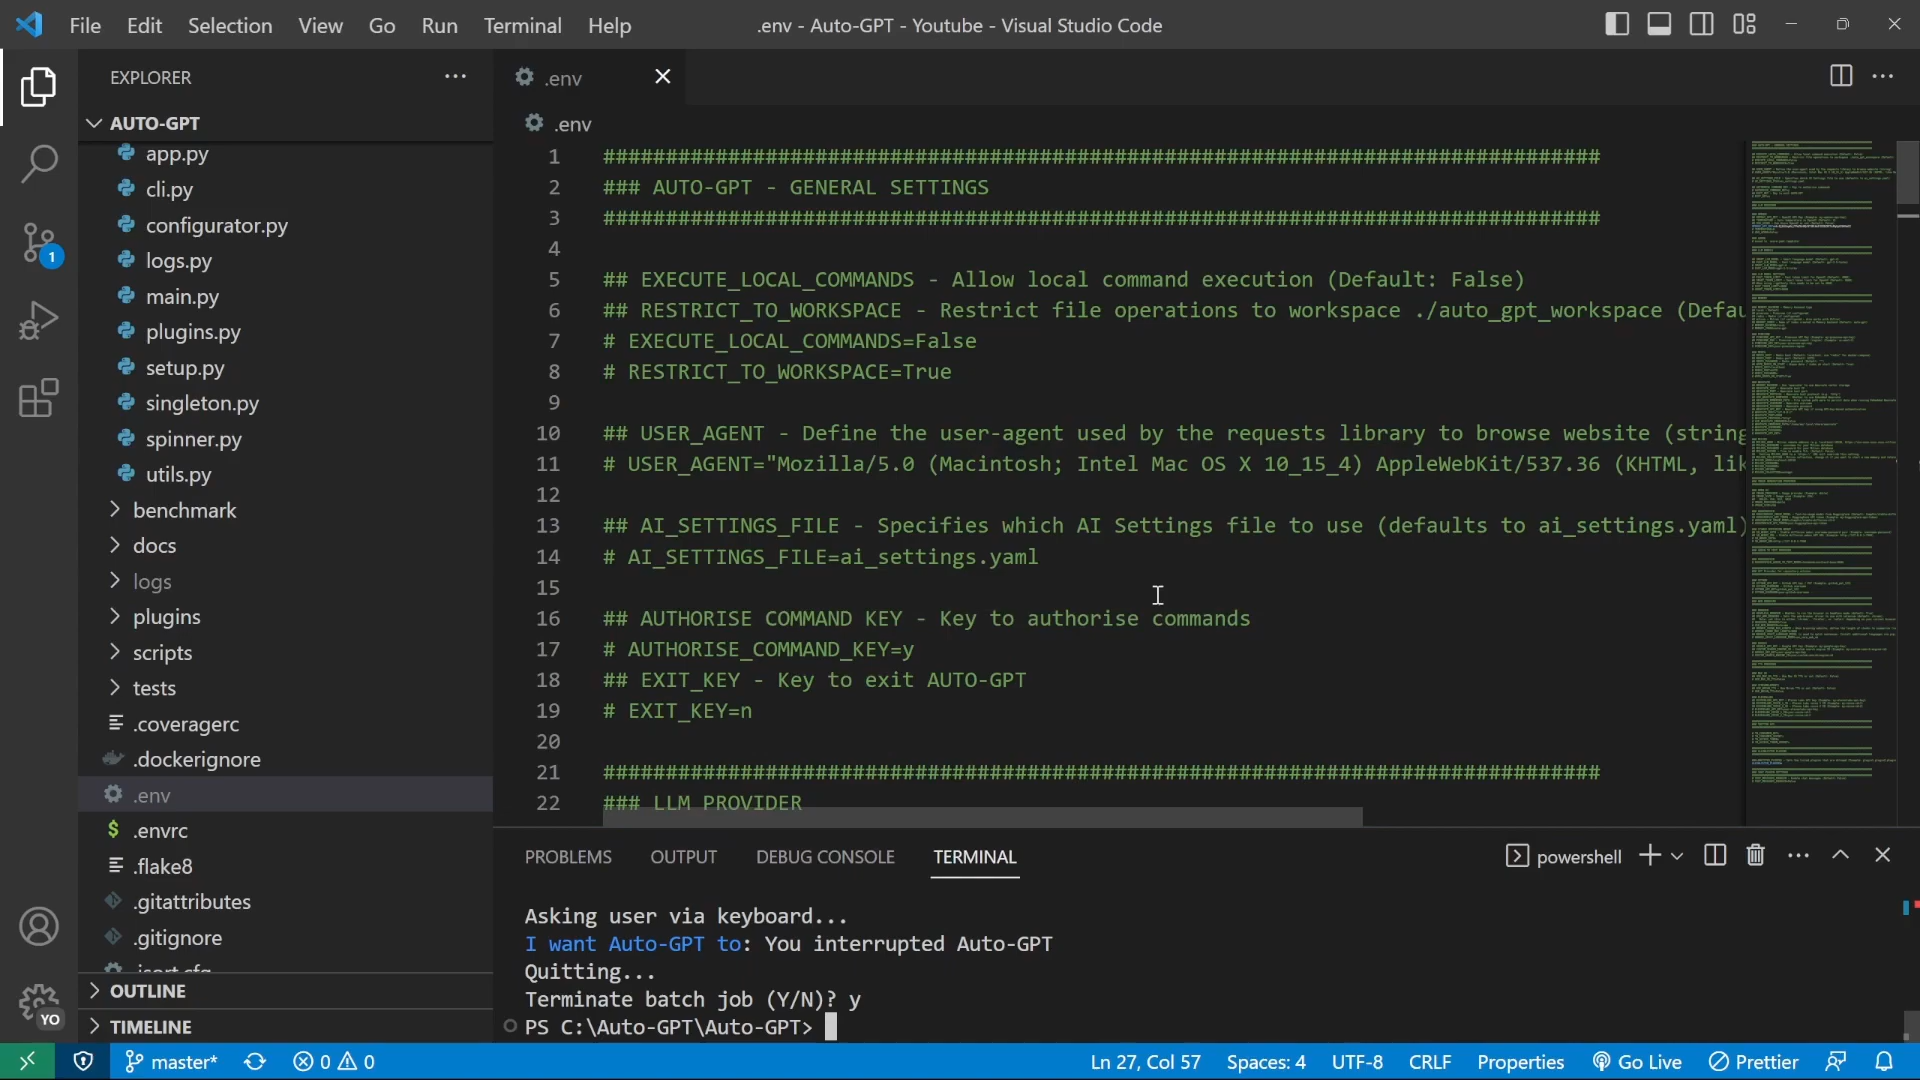 File Edit Selection View Go Run Terminal Help
.env - Auto-GPT - Youtube - Visual Studio Code
EXPLORER
AUTO-GPT
app.py
cli.py
configurator.py
logs.py
main.py
plugins.py
setup.py
singleton.py
spinner.py
utils.py
benchmark
docs
logs
plugins
scripts
tests
.coveragerc
.dockerignore
.env
.envrc
.flake8
.gitattributes
.gitignore
.isort.cfg
OUTLINE
TIMELINE
1
YO
.env
.env
1 ################################################################################
2 ### AUTO-GPT - GENERAL SETTINGS
3 ################################################################################
4
5 ## EXECUTE_LOCAL_COMMANDS - Allow local command execution (Default: False)
6 ## RESTRICT_TO_WORKSPACE - Restrict file operations to workspace ./auto_gpt_workspace (Defau
7 # EXECUTE_LOCAL_COMMANDS=False
8 # RESTRICT_TO_WORKSPACE=True
9
10 ## USER_AGENT - Define the user-agent used by the requests library to browse website (string
11 # USER_AGENT="Mozilla/5.0 (Macintosh; Intel Mac OS X 10_15_4) AppleWebKit/537.36 (KHTML, lik
12
13 ## AI_SETTINGS_FILE - Specifies which AI Settings file to use (defaults to ai_settings.yaml)
14 # AI_SETTINGS_FILE=ai_settings.yaml
15
16 ## AUTHORISE COMMAND KEY - Key to authorise commands
17 # AUTHORISE_COMMAND_KEY=y
18 ## EXIT_KEY - Key to exit AUTO-GPT
19 # EXIT_KEY=n
20
21 ################################################################################
22 ### LLM PROVIDER
PROBLEMS OUTPUT DEBUG CONSOLE TERMINAL
powershell
Asking user via keyboard...
I want Auto-GPT to: You interrupted Auto-GPT
Quitting...
Terminate batch job (Y/N)? y
PS C:\Auto-GPT\Auto-GPT>
master* 0 0
Ln 27, Col 57 Spaces: 4 UTF-8 CRLF Properties Go Live Prettier